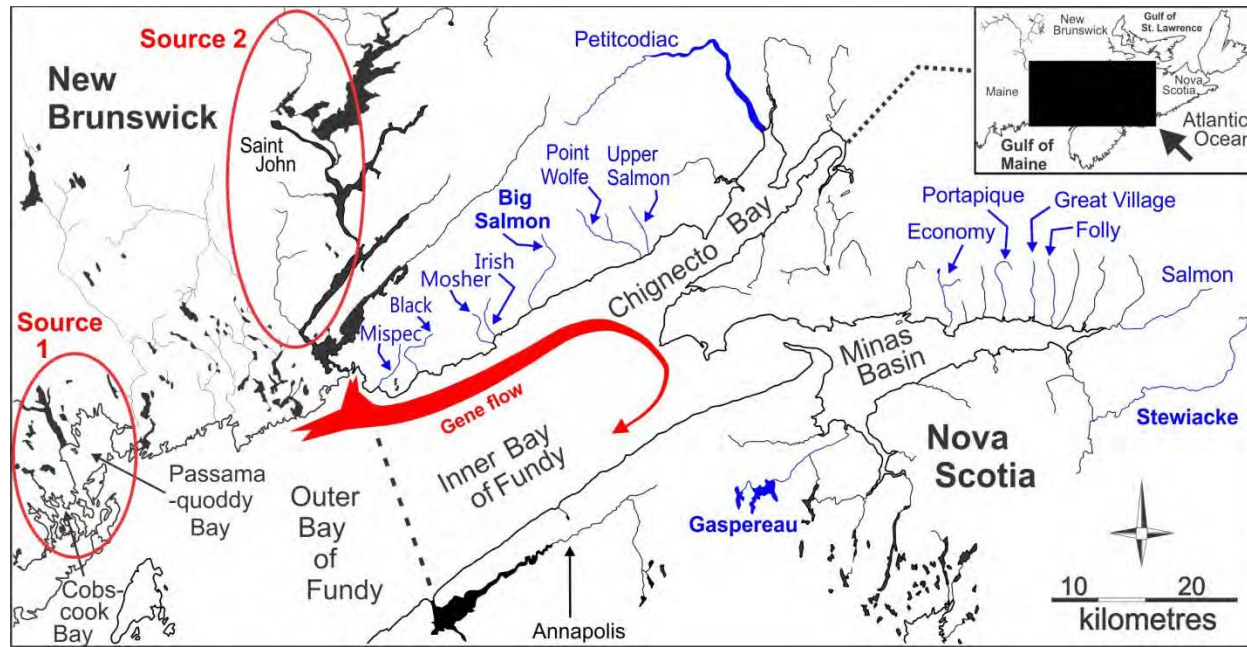 Source 2
New
Brunswick
Saint
John
Source
1
Passama
-quoddy
Bay
Cobs-
cook
Bay
Outer
Bay
of
Fundy
Petitcodiac
Point
Wolfe
Upper
Salmon
Big
Salmon
Irish
Mosher
Black
Mispec
Chignecto Bay
Gene flow
Inner Bay
of Fundy
Annapolis
New
Brunswick
Gulf of
St. Lawrence
Maine
Nova
Scotia
Gulf of
Maine
Atlantic
Ocean
Portapique
Great Village
Economy
Folly
Salmon
Minas
Basin
Stewiacke
Nova
Scotia
Gaspereau
10 20
kilometres